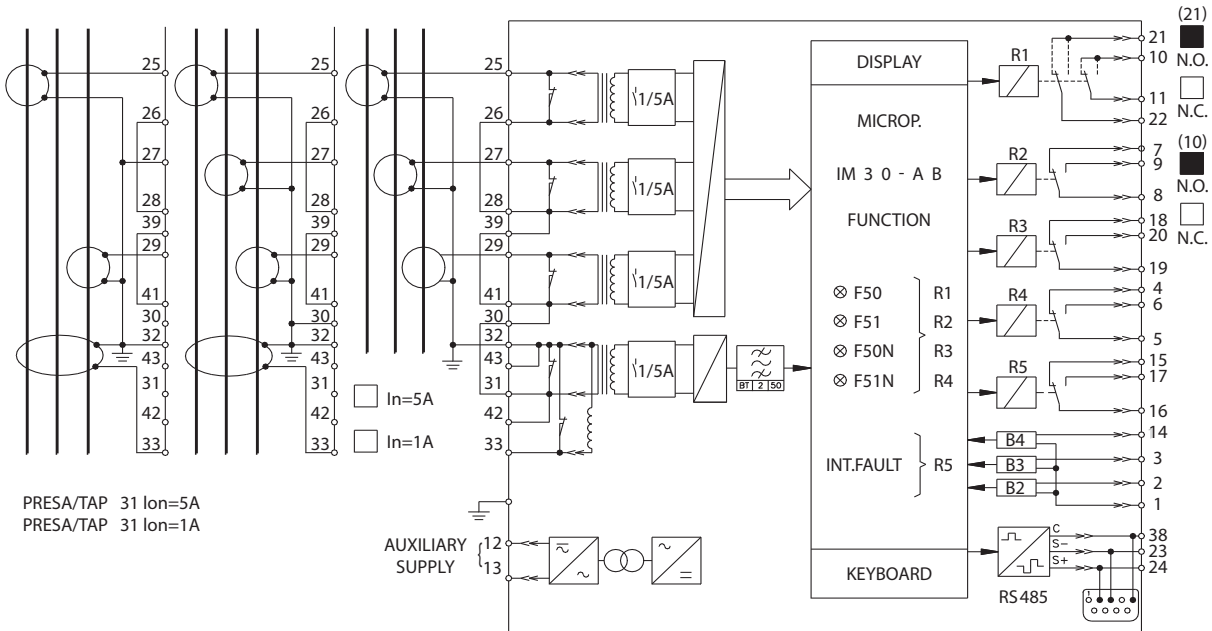 25
26
27
28
39
29
41
30
32
43
31
42
33
25
26
27
28
39
29
41
30
32
43
31
42
33
In=5A
In=1A
PRESA/TAP 31 Ion=5A
PRESA/TAP 31 Ion=1A
25
26
27
28
39
29
41
30
32
43
31
42
33
AUXILIARY
SUPPLY
12
13
1/5A
1/5A
1/5A
1/5A
BT 2 50
DISPLAY
MICROP.
IM 3 0 - A B
FUNCTION
F50
F51
F50N
F51N
R1
R2
R3
R4
INT.FAULT
R5
KEYBOARD
R1
R2
R3
R4
R5
B4
B3
B2
C
S-
S+
RS485
1
21
10
11
22
7
9
8
18
20
19
4
6
5
15
17
16
14
3
2
1
38
23
24
(21)
N.O.
N.C.
(10)
N.O.
N.C.